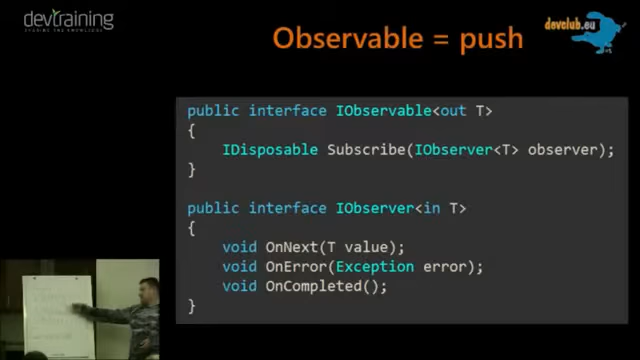 devtraining
SHARING THE KNOWLEDGE
devclub.eu
Observable = push
public interface IObservable<out T>
{
IDisposable Subscribe(IObserver<T> observer);
}
public interface IObserver<in T>
{
void OnNext(T value);
void OnError(Exception error);
void OnCompleted();
}